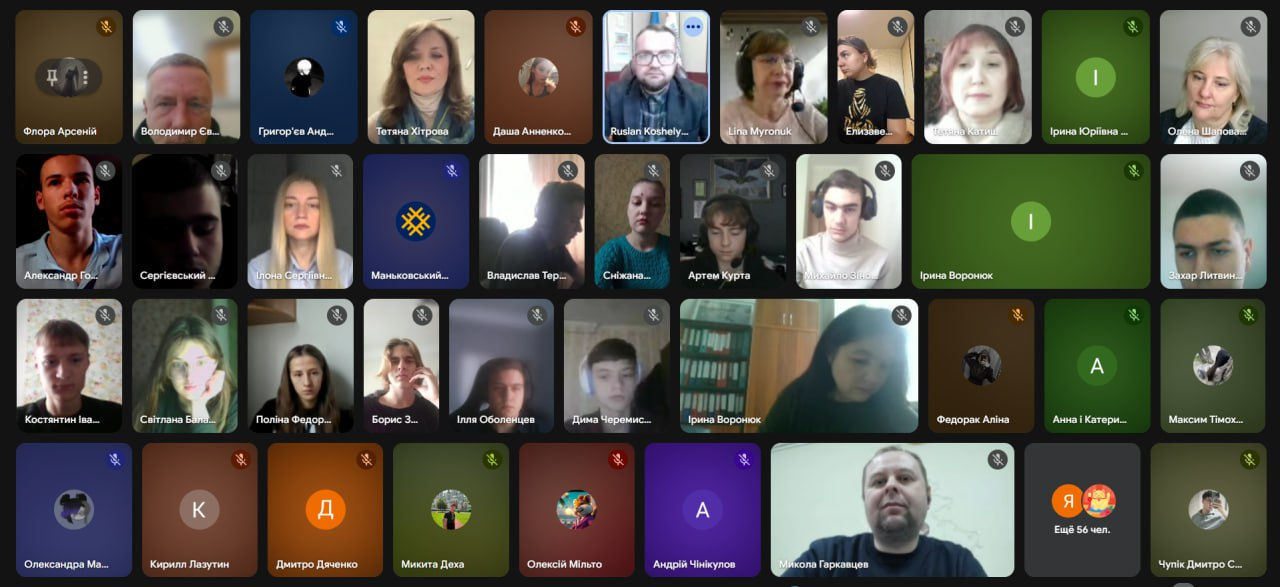 Флора Арсеній
Володимир Єв...
Григор'єв Анд...
Тетяна Хітрова
Даша Анненко...
Ruslan Koshely...
Lina Myronuk
Елизаве...
Тетяна Катиш
І
Ірина Юріївна ...
Олена Шапова...
Александр Го...
Сергієвський ...
Ілона Сергіївн...
Маньковський...
Владислав Тер...
Сніжана...
Артем Курта
Михайло Зіно...
І
Ірина Воронюк
Захар Литвин...
Костянтин Іва...
Світлана Бала...
Поліна Федор...
Борис З...
Ілля Оболенцев
Дима Черемис...
Ірина Воронюк
Федорак Аліна
А
Анна і Катери...
Максим Тімох...
Олександра Ма...
К
Кирилл Лазутин
Д
Дмитро Дяченко
Микита Деха
Олексій Мільто
А
Андрій Чінікулов
Микола Гаркавцев
Я
Ещё 56 чел.
Чупік Дмитро С...